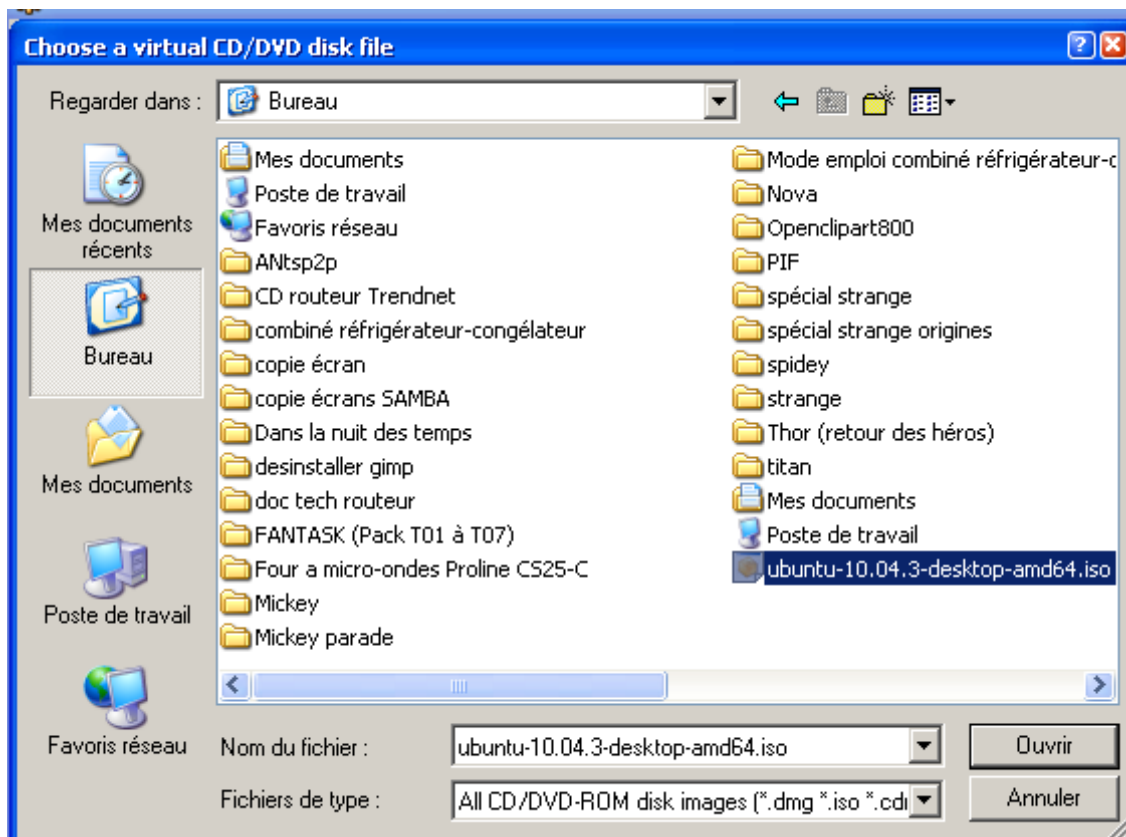 Choose a virtual CD/DVD disk file
Regarder dans :
Bureau
Mes documents
récents
Bureau
Mes documents
Poste de travail
Favoris réseau
Mes documents
Poste de travail
Favoris réseau
ANtsp2p
CD routeur Trendnet
combiné réfrigérateur-congélateur
copie écran
copie écrans SAMBA
Dans la nuit des temps
desinstaller gimp
doc tech routeur
FANTASK (Pack T01 à T07)
Four a micro-ondes Proline CS25-C
Mickey
Mickey parade
Mode emploi combiné réfrigérateur-c
Nova
Openclipart800
PIF
spécial strange
spécial strange origines
spidey
strange
Thor (retour des héros)
titan
Mes documents
Poste de travail
ubuntu-10.04.3-desktop-amd64.iso
Nom du fichier :
ubuntu-10.04.3-desktop-amd64.iso
Ouvrir
Fichiers de type :
All CD/DVD-ROM disk images (*.dmg *.iso *.cdr
Annuler